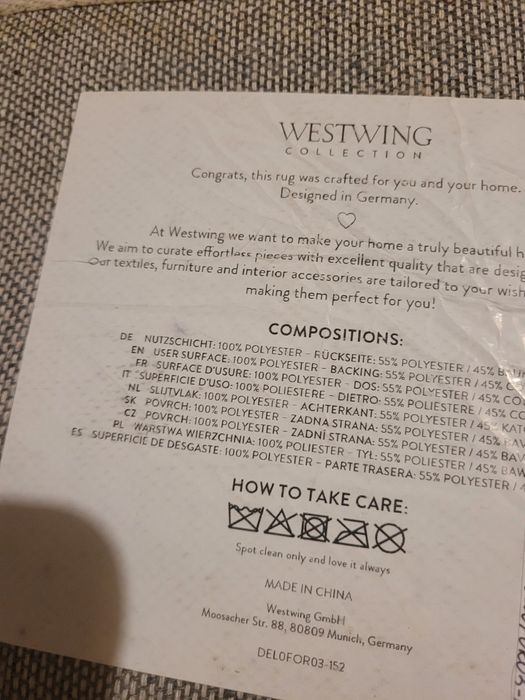 WESTWING
COLLECTION
Congrats, this rug was crafted for you and your home.
Designed in Germany.
At Westwing we want to make your home a truly beautiful
We aim to curate effortless pieces with excellent quality that are
Our textiles, furniture and interior accessories are tailored to your
making them perfect for you!
COMPOSITIONS:
DE NUTZSCHICHT: 100% POLYESTER - RÜCKSEITE: 55% POLYESTER / 45%
EN USER SURFACE: 100% POLYESTER - BACKING: 55% POLYESTER / 45%
FR SURFACE D'USURE: 100% POLYESTER - DOS: 55% POLYESTER / 45%
IT SUPERFICIE D'USO: 100% POLIESTERE - DIETRO: 55% POLIESTERE / 45%
NL SLIJTVLAK: 100% POLYESTER - ACHTERKANT: 55% POLYESTER / 45%
SK POVRCH: 100% POLYESTER - ZADNA STRANA: 55% POLYESTER / 45%
CZ POVRCH: 100% POLYESTER - ZADNÍ STRANA: 55% POLYESTER / 45%
PL WARSTWA WIERZCHNIA: 100% POLIESTER - TYŁ: 55% POLIESTER / 45%
ES SUPERFICIE DE DESGASTE: 100% POLYESTER - PARTE TRASERA: 55% POLYESTER /
HOW TO TAKE CARE:
Spot clean only and love it always
MADE IN CHINA
Westwing GmbH
Moosacher Str. 88, 80809 Munich, Germany
DEL0FOR03-152